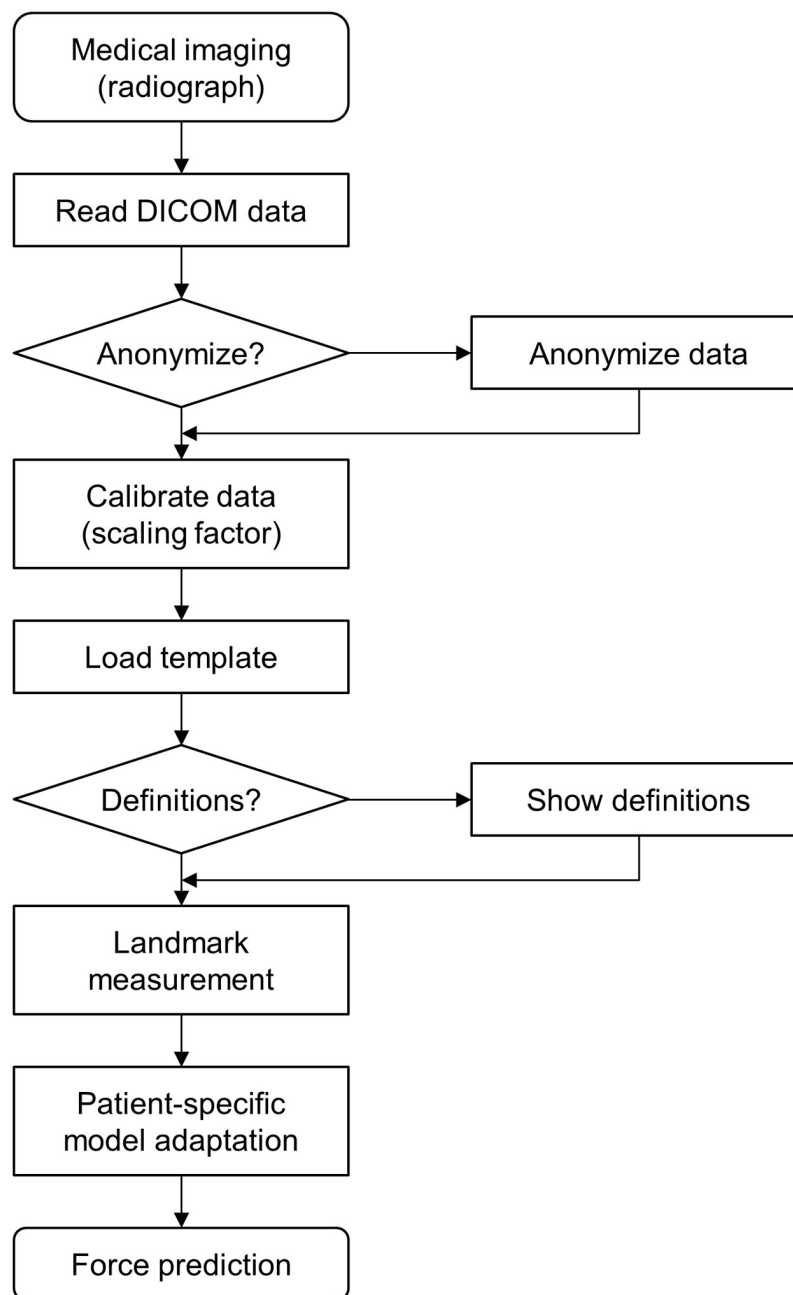 Medical imaging
(radiograph)
Read DICOM data
Anonymize?
Anonymize data
Calibrate data
(scaling factor)
Load template
Definitions?
Show definitions
Landmark
measurement
Patient-specific
model adaptation
Force prediction